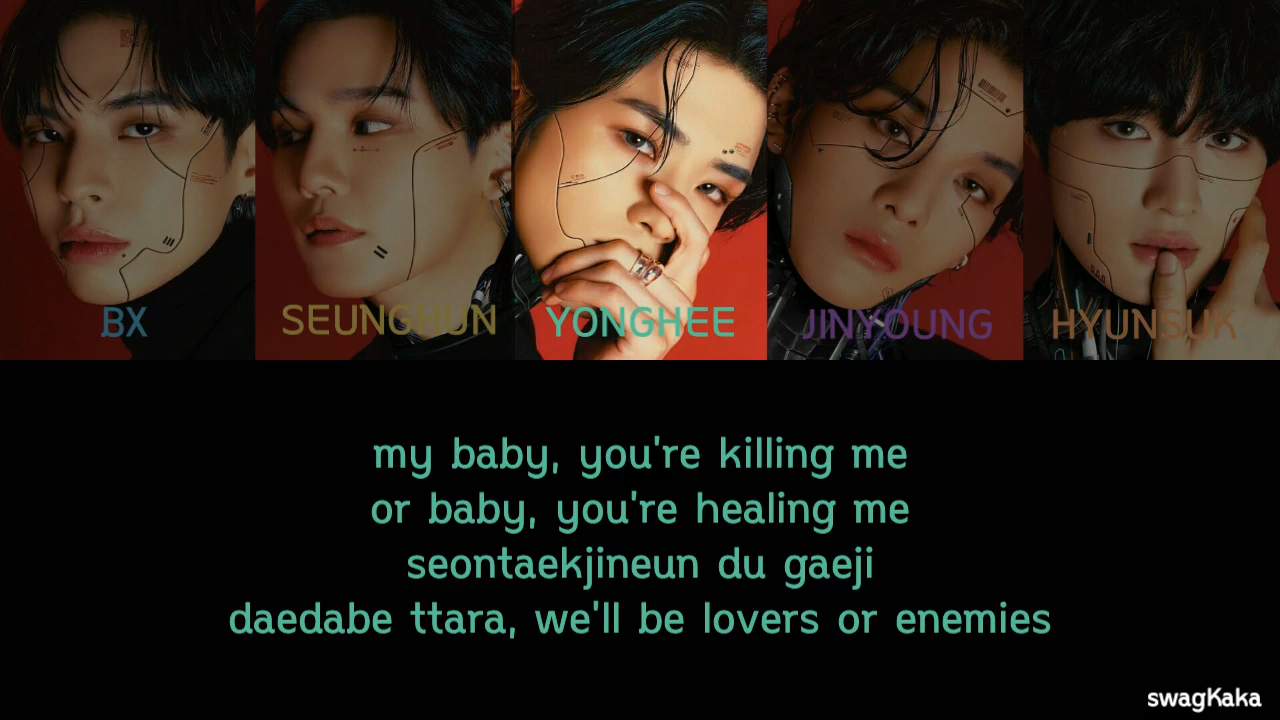 BX
SEUNGHUN
YONGHEE
JINYOUNG
HYUNSUK
my baby, you're killing me
or baby, you're healing me
seontaekjineun du gaeji
daedabe ttara, we'll be lovers or enemies
swagKaka